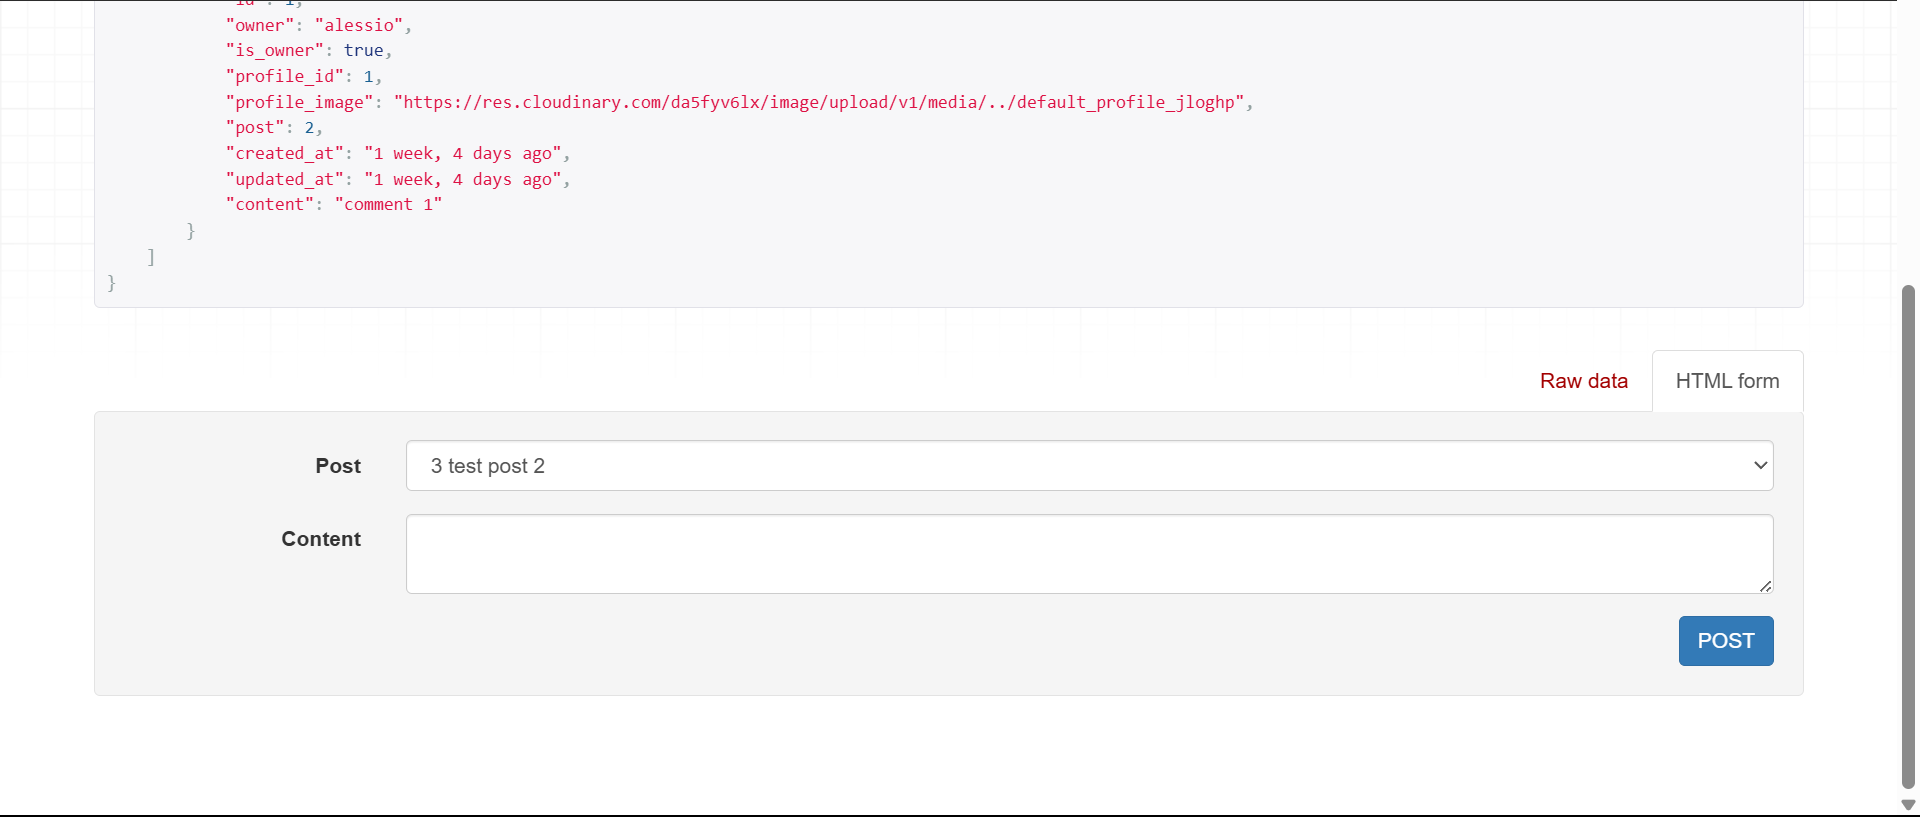 "id": 1,
"owner": "alessio",
"is_owner": true,
"profile_id": 1,
"profile_image": "https://res.cloudinary.com/da5fyv6lx/image/upload/v1/media/../default_profile_jloghp",
"post": 2,
"created_at": "1 week, 4 days ago",
"updated_at": "1 week, 4 days ago",
"content": "comment 1"
}
]
}
Raw data
HTML form
Post
3 test post 2
Content
POST